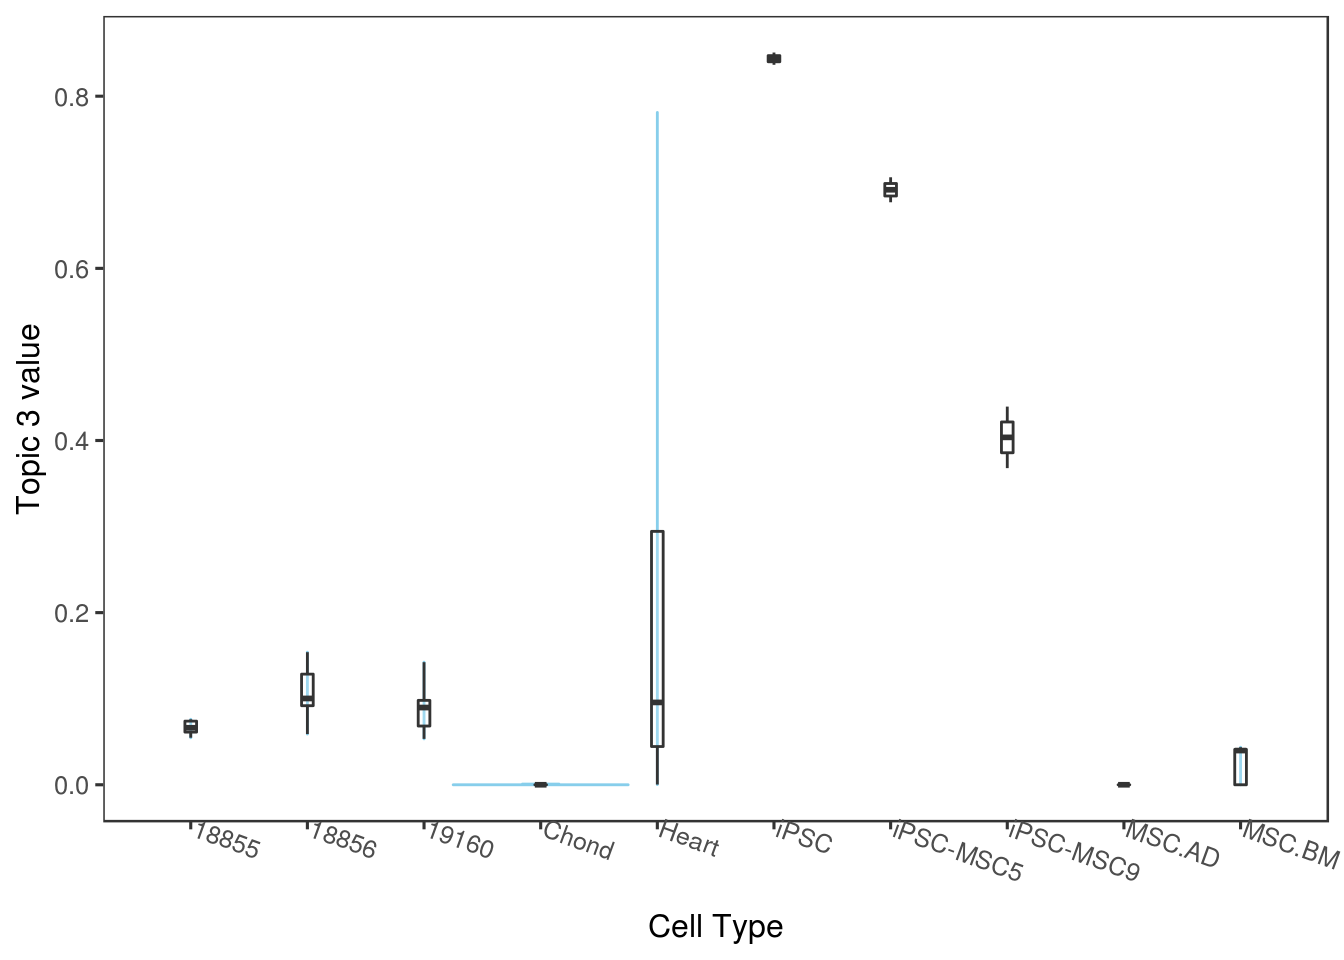 Topic 3 value
0.8
0.6
0.4
0.2
0.0
18855
18856
19160
Chond
Heart
iPSC
iPSC-MSC5
iPSC-MSC9
MSC.AD
MSC.BM
Cell Type